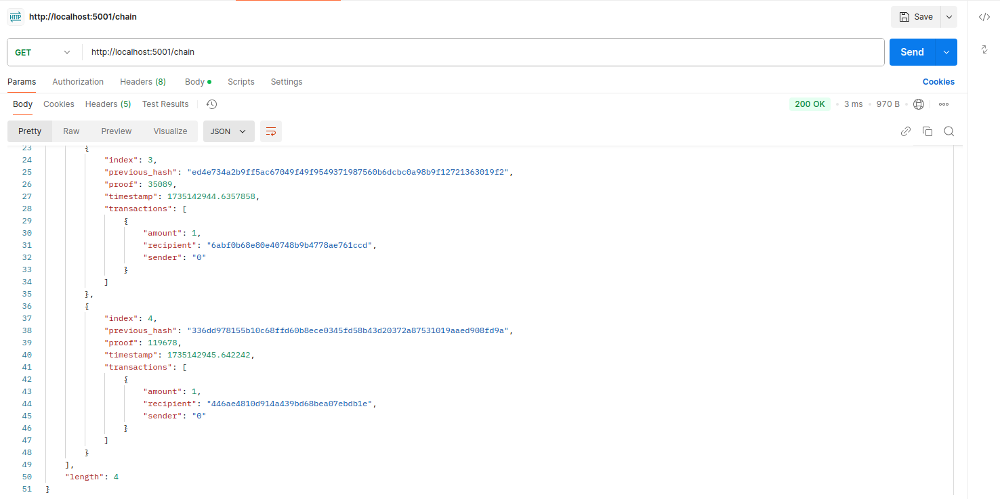 HTTP http://localhost:5001/chain Save
GET http://localhost:5001/chain Send
Params Authorization Headers (8) Body Scripts Settings Cookies
Body Cookies Headers (5) Test Results 200 OK 3 ms 970 B
Pretty Raw Preview Visualize JSON
23 {
24 "index": 3,
25 "previous_hash": "ed4e734a2b9ff5ac67049f49f9549371987560b6dcbc0a98b9f12721363019f2",
26 "proof": 35089,
27 "timestamp": 1735142944.6357858,
28 "transactions": [
29 {
30 "amount": 1,
31 "recipient": "6abf0b68e80e40748b9b4778ae761ccd",
32 "sender": "0"
33 }
34 ]
35 },
36 {
37 "index": 4,
38 "previous_hash": "336dd978155b10c68ffd60b8ece0345fd58b43d20372a87531019aaed908fd9a",
39 "proof": 119678,
40 "timestamp": 1735142945.642242,
41 "transactions": [
42 {
43 "amount": 1,
44 "recipient": "446ae4810d914a439bd68bea07ebdb1e",
45 "sender": "0"
46 }
47 ]
48 }
49 ],
50 "length": 4
51 }